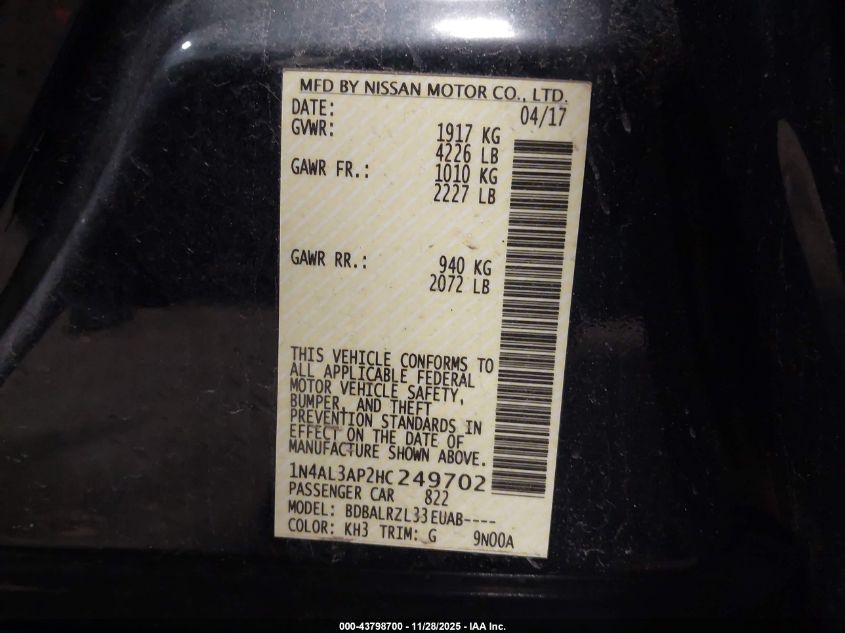 MFD BY NISSAN MOTOR CO., LTD.
DATE: 04/17
GVWR: 1917 KG
4226 LB
GAWR FR.: 1010 KG
2227 LB
GAWR RR.: 940 KG
2072 LB
THIS VEHICLE CONFORMS TO
ALL APPLICABLE FEDERAL
MOTOR VEHICLE SAFETY,
BUMPER, AND THEFT
PREVENTION STANDARDS IN
EFFECT ON THE DATE OF
MANUFACTURE SHOWN ABOVE.
1N4AL3AP2HC249702
PASSENGER CAR 822
MODEL: BDBALRZL33EUAB----
COLOR: KH3 TRIM: G 9N00A
000-43798700 - 11/28/2025 - IAA Inc.